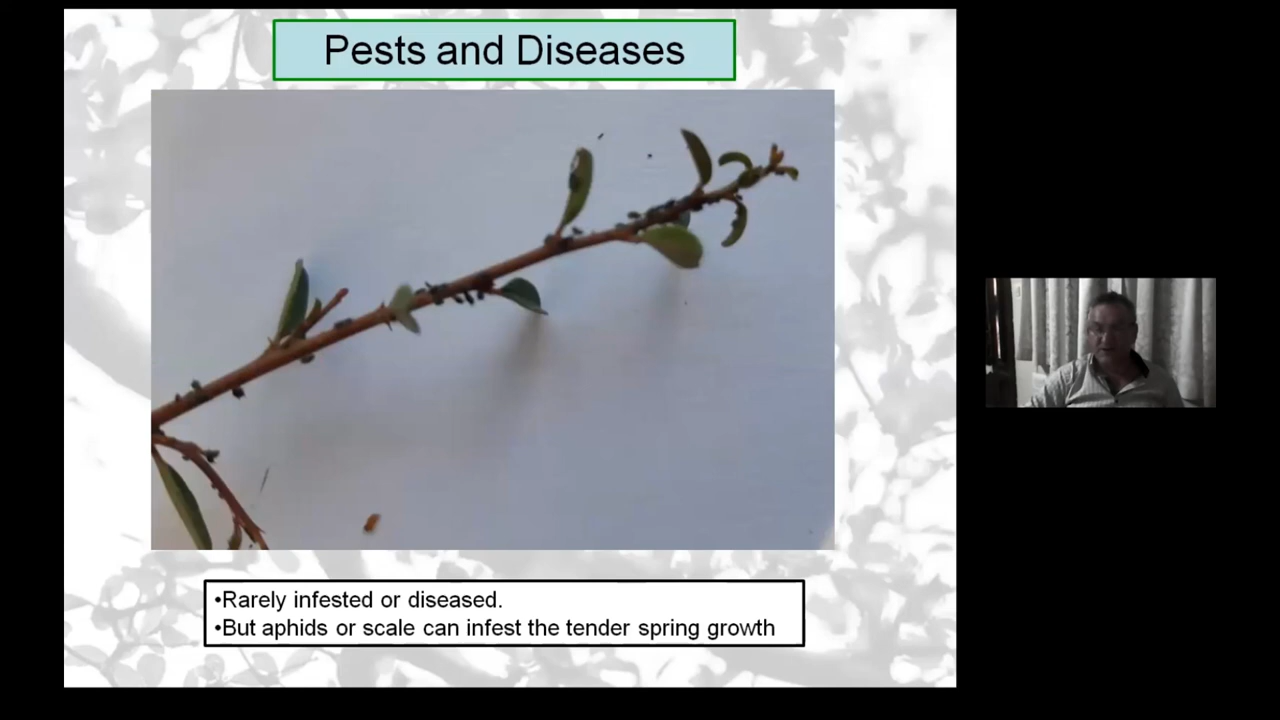 Pests and Diseases
•Rarely infested or diseased.
•But aphids or scale can infest the tender spring growth